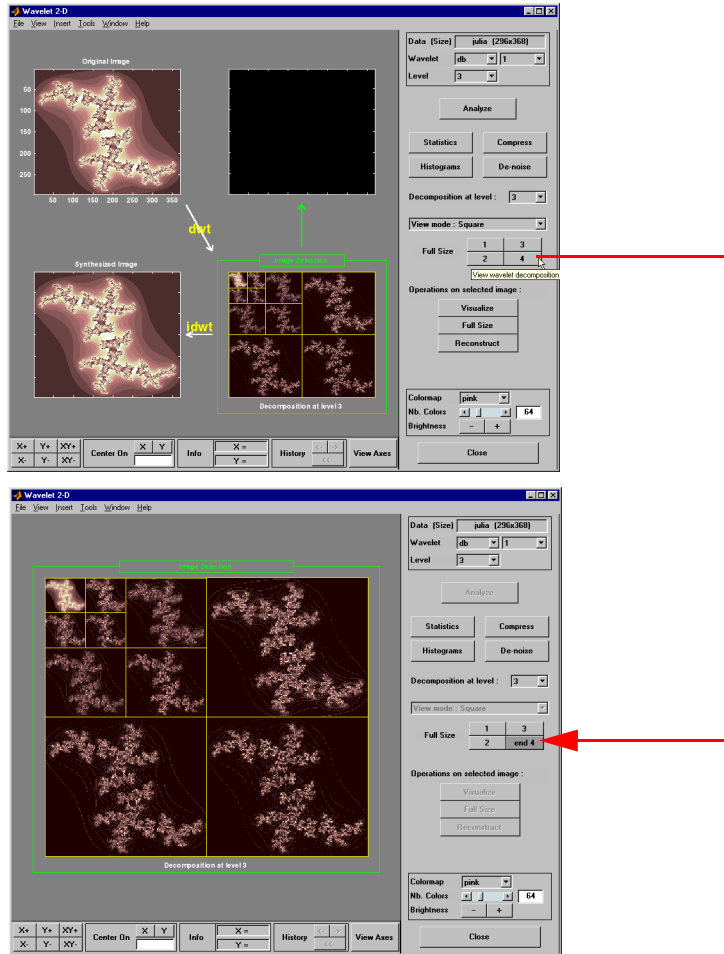 Wavelet 2-D
File View Insert Tools Window Help
Original Image
50
100
150
200
250
50 100 150 200 250 300 350
dwt
Image Selection
Synthesized Image
idwt
Decomposition at level 3
Data (Size) julia (296x368)
Wavelet db 1
Level 3
Analyze
Statistics Compress
Histograms De-noise
Decomposition at level : 3
View mode : Square
Full Size 1 3
2 4
View wavelet decomposition
Operations on selected image :
Visualize
Full Size
Reconstruct
Colormap pink
Nb. Colors 64
Brightness - +
Close
X+ Y+ XY+
X- Y- XY-
Center On X Y
Info X =
Y =
History <- ->
<<-
View Axes
Wavelet 2-D
File View Insert Tools Window Help
Image Selection
Decomposition at level 3
Data (Size) julia (296x368)
Wavelet db 1
Level 3
Analyze
Statistics Compress
Histograms De-noise
Decomposition at level : 3
View mode : Square
Full Size 1 3
2 end 4
Operations on selected image :
Visualize
Full Size
Reconstruct
Colormap pink
Nb. Colors 64
Brightness - +
Close
X+ Y+ XY+
X- Y- XY-
Center On X Y
Info X =
Y =
History <- ->
<<-
View Axes